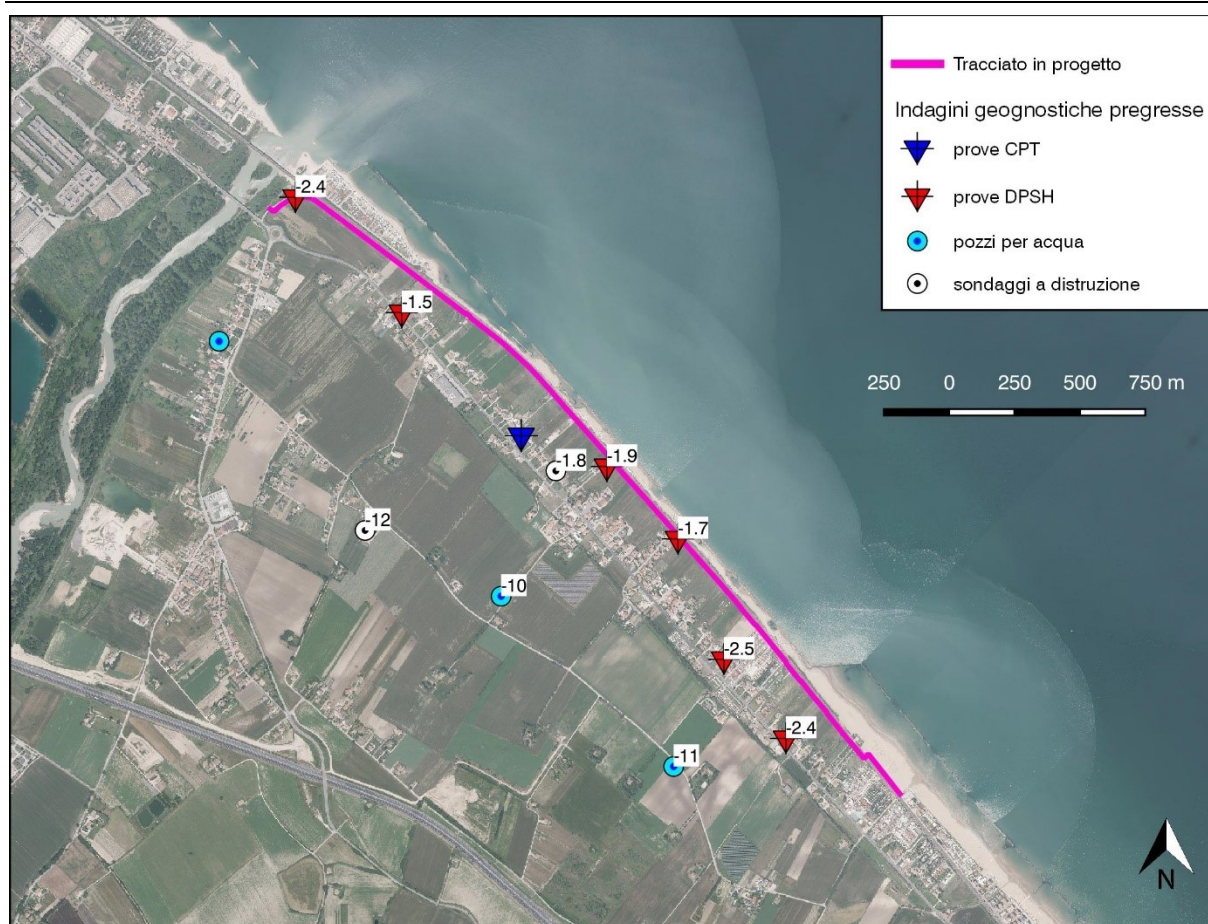 Tracciato in progetto
Indagini geognostiche pregresse
prove CPT
prove DPSH
pozzi per acqua
sondaggi a distruzione
250 0 250 500 750 m
-2.4
-1.5
-1.8
-1.9
-12
-1.7
-10
-2.5
-2.4
-11
N